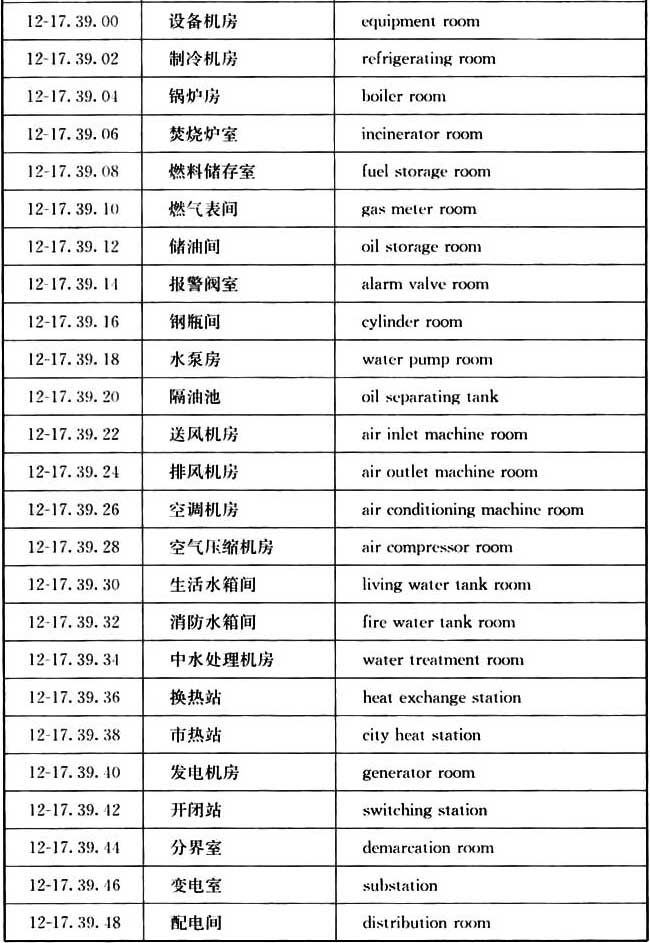 12-17.39.00 设备机房 equipment room
12-17.39.02 制冷机房 refrigerating room
12-17.39.04 锅炉房 boiler room
12-17.39.06 焚烧炉室 incinerator room
12-17.39.08 燃料储存室 fuel storage room
12-17.39.10 燃气表间 gas meter room
12-17.39.12 储油间 oil storage room
12-17.39.14 报警阀室 alarm valve room
12-17.39.16 钢瓶间 cylinder room
12-17.39.18 水泵房 water pump room
12-17.39.20 隔油池 oil separating tank
12-17.39.22 送风机房 air inlet machine room
12-17.39.24 排风机房 air outlet machine room
12-17.39.26 空调机房 air conditioning machine room
12-17.39.28 空气压缩机房 air compressor room
12-17.39.30 生活水箱间 living water tank room
12-17.39.32 消防水箱间 fire water tank room
12-17.39.34 中水处理机房 water treatment room
12-17.39.36 换热站 heat exchange station
12-17.39.38 市热站 city heat station
12-17.39.40 发电机房 generator room
12-17.39.42 开闭站 switching station
12-17.39.44 分界室 demarcation room
12-17.39.46 变电室 substation
12-17.39.48 配电间 distribution room